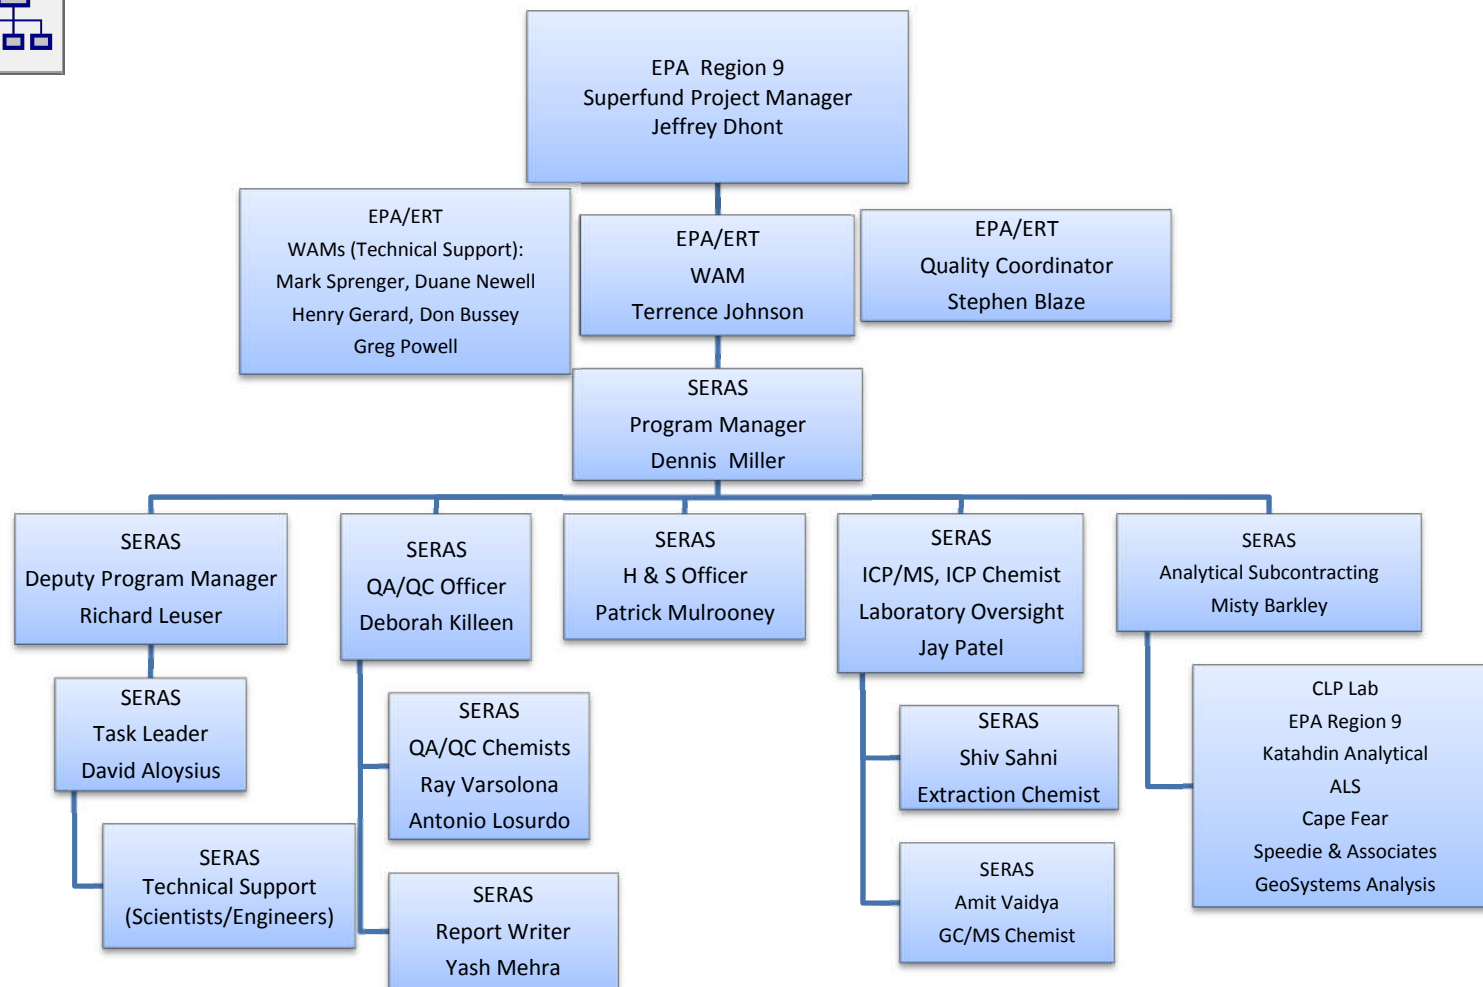 EPA Region 9
Superfund Project Manager
Jeffrey Dhont
EPA/ERT
WAMs (Technical Support):
Mark Sprenger, Duane Newell
Henry Gerard, Don Bussey
Greg Powell
EPA/ERT
WAM
Terrence Johnson
EPA/ERT
Quality Coordinator
Stephen Blaze
SERAS
Program Manager
Dennis Miller
SERAS
Deputy Program Manager
Richard Leuser
SERAS
QA/QC Officer
Deborah Killeen
SERAS
H & S Officer
Patrick Mulrooney
SERAS
ICP/MS, ICP Chemist
Laboratory Oversight
Jay Patel
SERAS
Analytical Subcontracting
Misty Barkley
SERAS
Task Leader
David Aloysius
SERAS
Technical Support
(Scientists/Engineers)
SERAS
QA/QC Chemists
Ray Varsolona
Antonio Losurdo
SERAS
Report Writer
Yash Mehra
SERAS
Shiv Sahni
Extraction Chemist
SERAS
Amit Vaidya
GC/MS Chemist
CLP Lab
EPA Region 9
Katahdin Analytical
ALS
Cape Fear
Speedie & Associates
GeoSystems Analysis